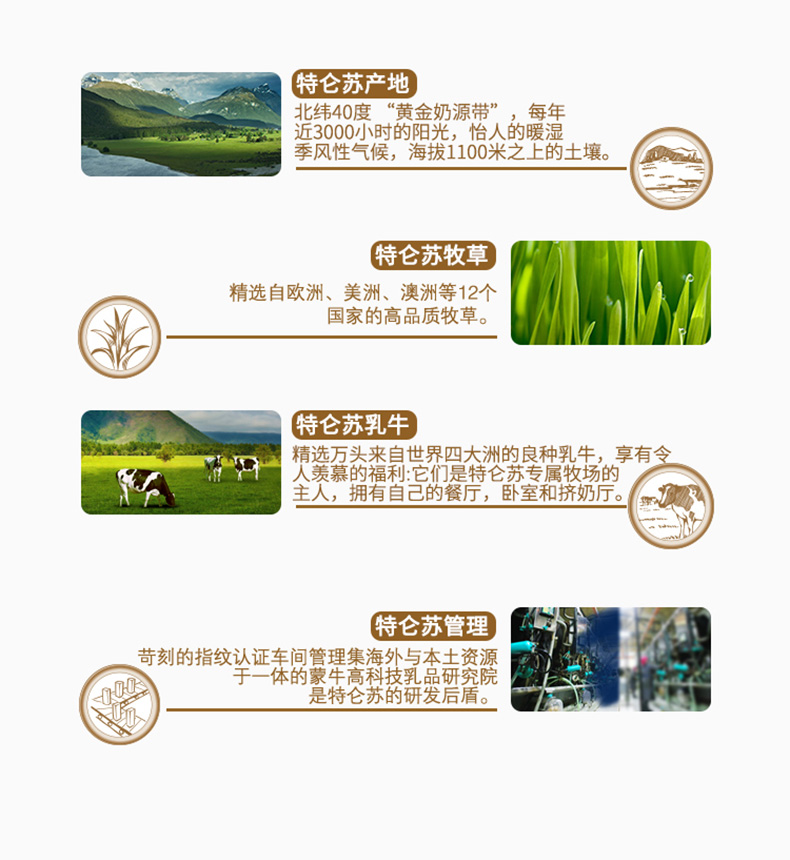 特仑苏产地
北纬40度 “黄金奶源带”，每年
近3000小时的阳光，怡人的暖湿
季风性气候，海拔1100米之上的土壤。
特仑苏牧草
精选自欧洲、美洲、澳洲等12个
国家的高品质牧草。
特仑苏乳牛
精选万头来自世界四大洲的良种乳牛，享有令
人羡慕的福利:它们是特仑苏专属牧场的
主人，拥有自己的餐厅，卧室和挤奶厅。
特仑苏管理
苛刻的指纹认证车间管理集海外与本土资源
于一体的蒙牛高科技乳品研究院
是特仑苏的研发后盾。